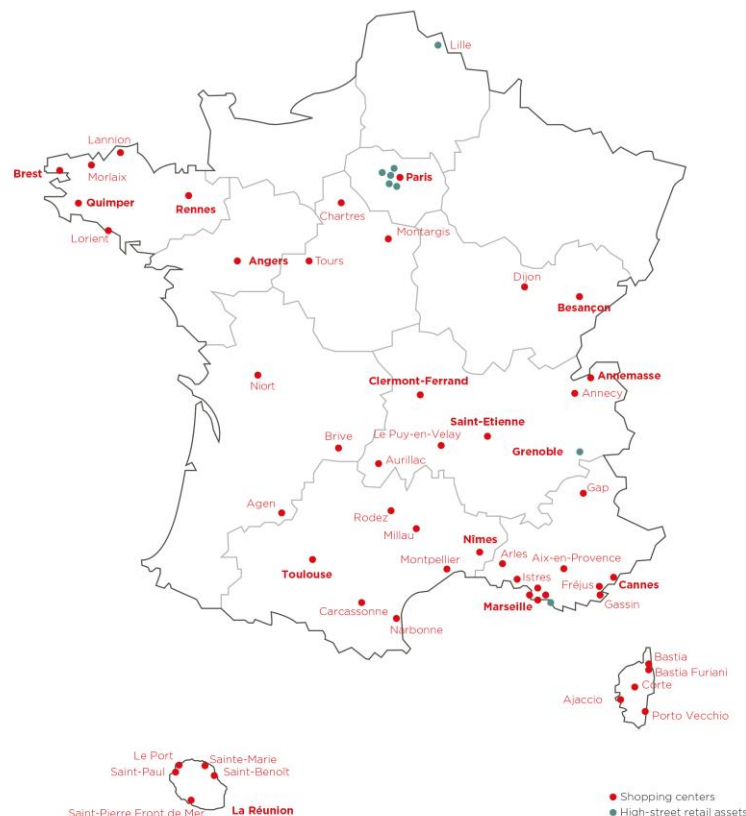 Lille
Lannion
Brest
Morlaix
Paris
Quimper
Rennes
Chartres
Lorient
Montargis
Angers
Tours
Dijon
Besançon
Clermont-Ferrand
Annemasse
Niort
Annecy
Saint-Etienne
Brive
Le Puy-en-Velay
Grenoble
Aurillac
Gap
Agen
Rodez
Millau
Nîmes
Arles
Aix-en-Provence
Montpellier
Toulouse
Istres
Fréjus
Cannes
Carcassonne
Marseille
Gassin
Narbonne
Bastia
Bastia Furiani
Corte
Ajaccio
Porto Vecchio
Le Port
Sainte-Marie
Saint-Paul
Saint-Benoît
Saint-Pierre Front de Mer
La Réunion
Shopping centers
High-street retail assets